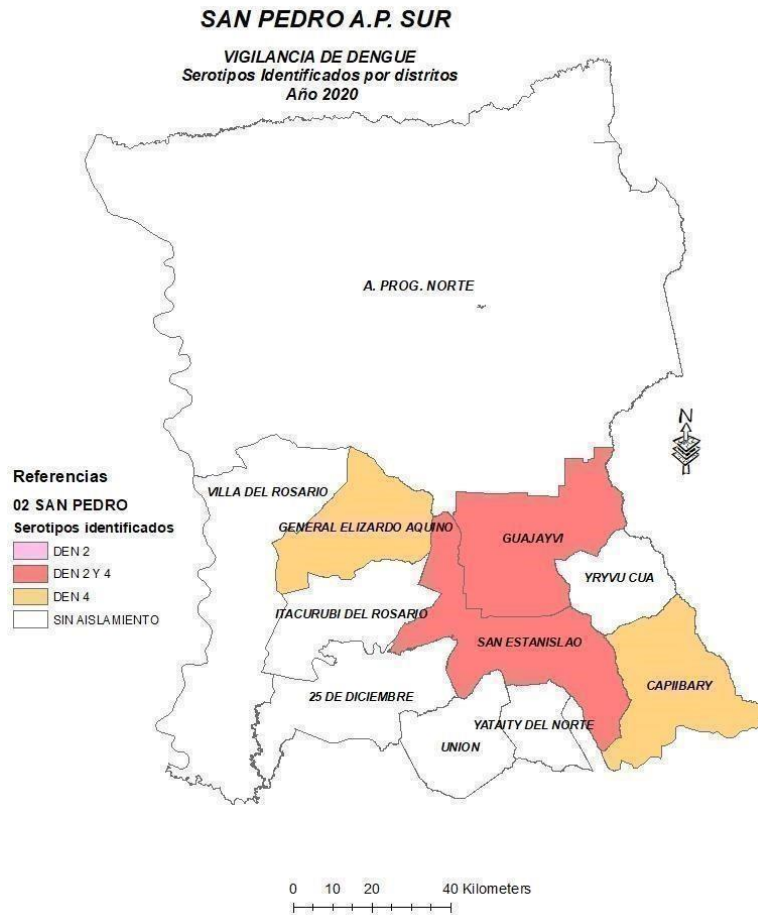 SAN PEDRO A.P. SUR
VIGILANCIA DE DENGUE
Serotipos Identificados por distritos
Año 2020
A. PROG. NORTE
N
Referencias
02 SAN PEDRO
Serotipos identificados
DEN 2
DEN 2 Y 4
DEN 4
SIN AISLAMIENTO
VILLA DEL ROSARIO
GENERAL ELIZARDO AQUINO
GUAJAYVI
YRYVU CUA
ITACURUBI DEL ROSARIO
SAN ESTANISLAO
CAPIIBARY
25 DE DICIEMBRE
YATAITY DEL NORTE
UNION
0 10 20 40 Kilometers